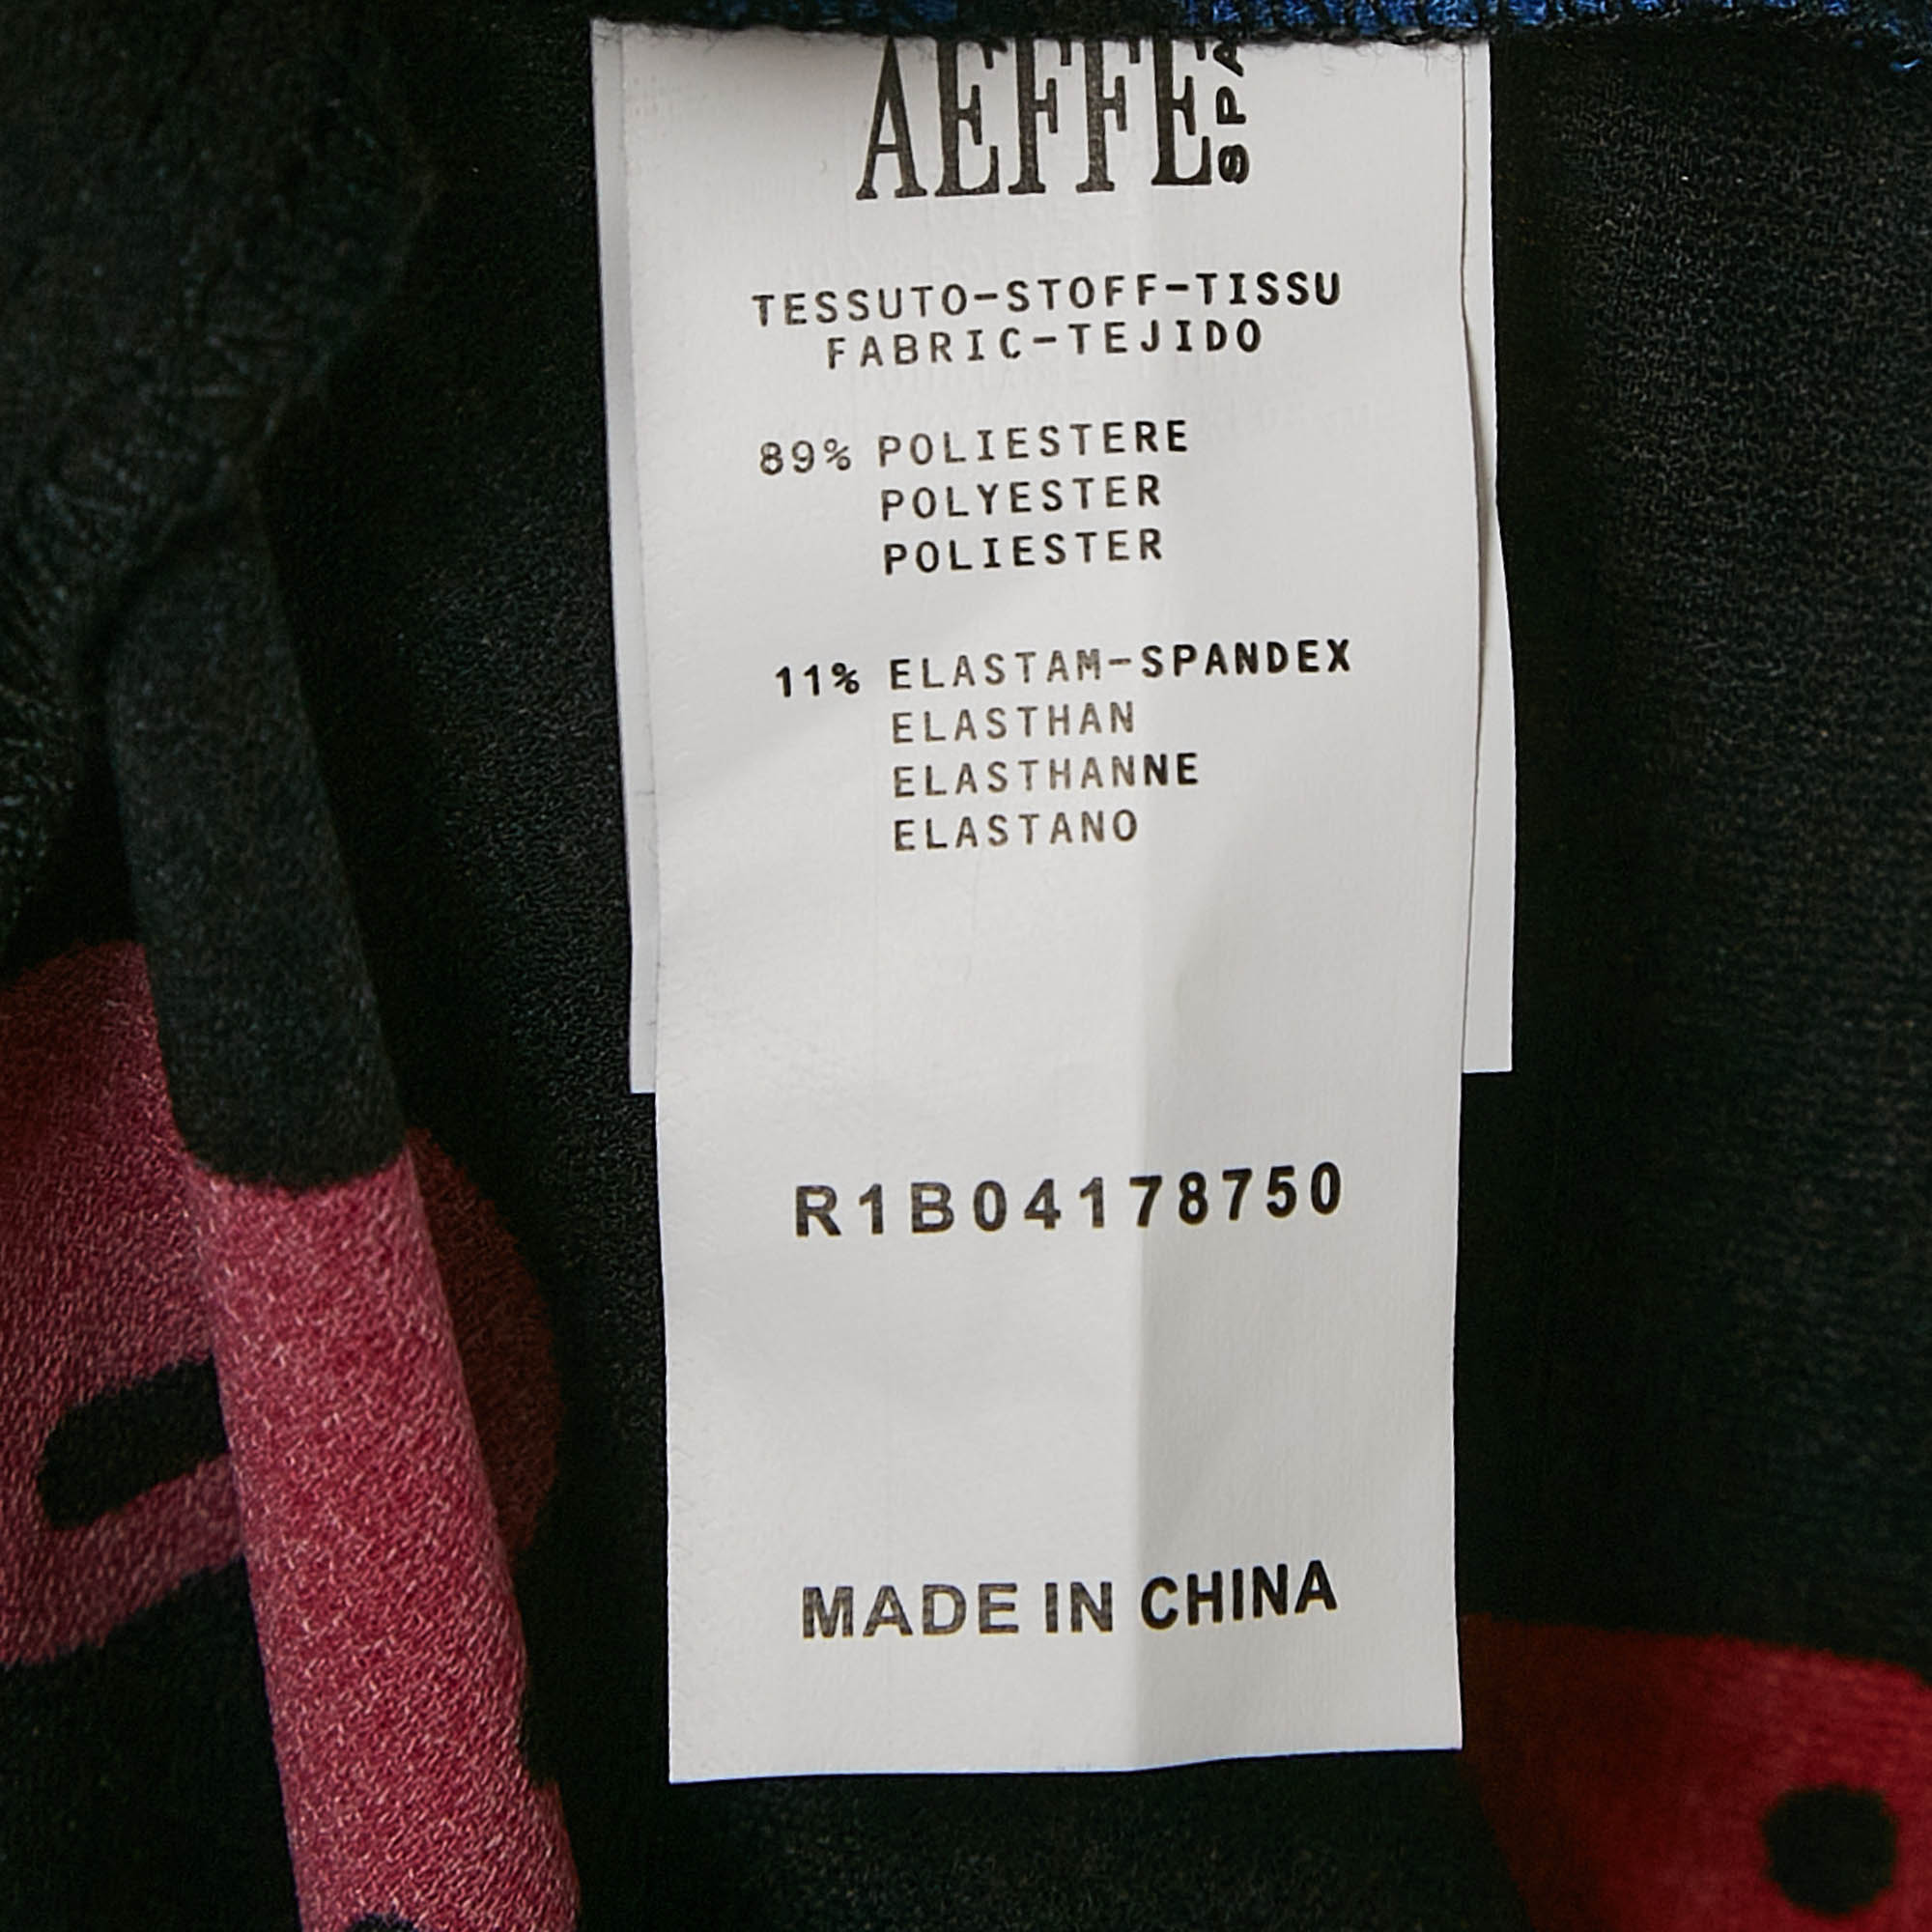 AEFFE SPA
TESSUTO-STOFF-TISSU
FABRIC-TEJIDO
89% POLIESTERE
POLYESTER
POLIESTER
11% ELASTAM-SPANDEX
ELASTHAN
ELASTHANNE
ELASTANO
R1B04178750
MADE IN CHINA